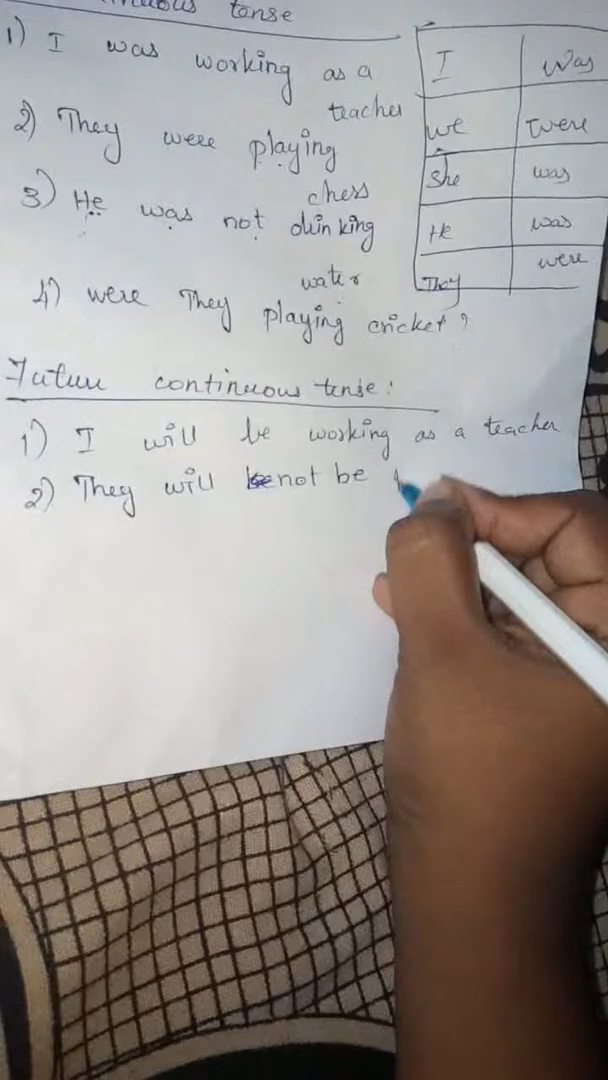 tense
1) I was working as a
teacher
2) They were playing
chess
3) He was not drinking
water
4) were They playing cricket?
I was
we were
She was
He was
They were
Future continuous tense:
1) I will be working as a teacher
2) They will not be